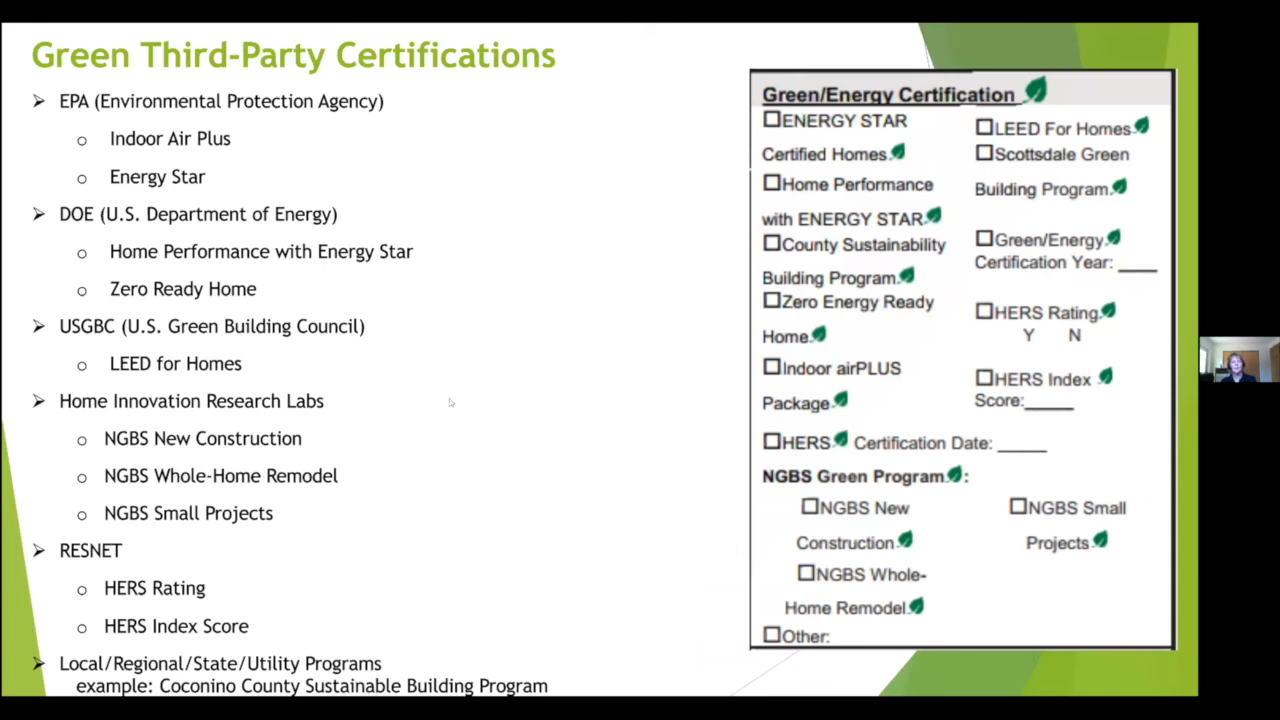 Green Third-Party Certifications
EPA (Environmental Protection Agency)
Indoor Air Plus
Energy Star
DOE (U.S. Department of Energy)
Home Performance with Energy Star
Zero Ready Home
USGBC (U.S. Green Building Council)
LEED for Homes
Home Innovation Research Labs
NGBS New Construction
NGBS Whole-Home Remodel
NGBS Small Projects
RESNET
HERS Rating
HERS Index Score
Local/Regional/State/Utility Programs
example: Coconino County Sustainable Building Program
Green/Energy Certification
ENERGY STAR
Certified Homes
Home Performance
with ENERGY STAR
County Sustainability
Building Program
Zero Energy Ready
Home
Indoor airPLUS
Package
LEED For Homes
Scottsdale Green
Building Program
Green/Energy
Certification Year: ____
HERS Rating
Y N
HERS Index
Score:_____
HERS Certification Date: _____
NGBS Green Program:
NGBS New
Construction
NGBS Whole-
Home Remodel
NGBS Small
Projects
Other: